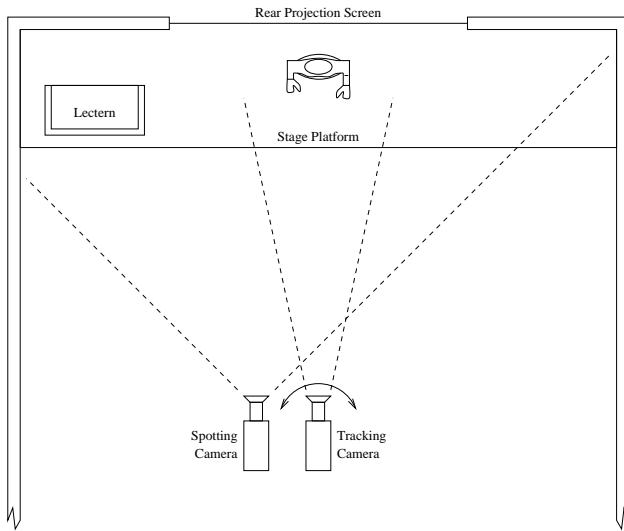 Rear Projection Screen
Lectern
Stage Platform
Spotting
Camera
Tracking
Camera